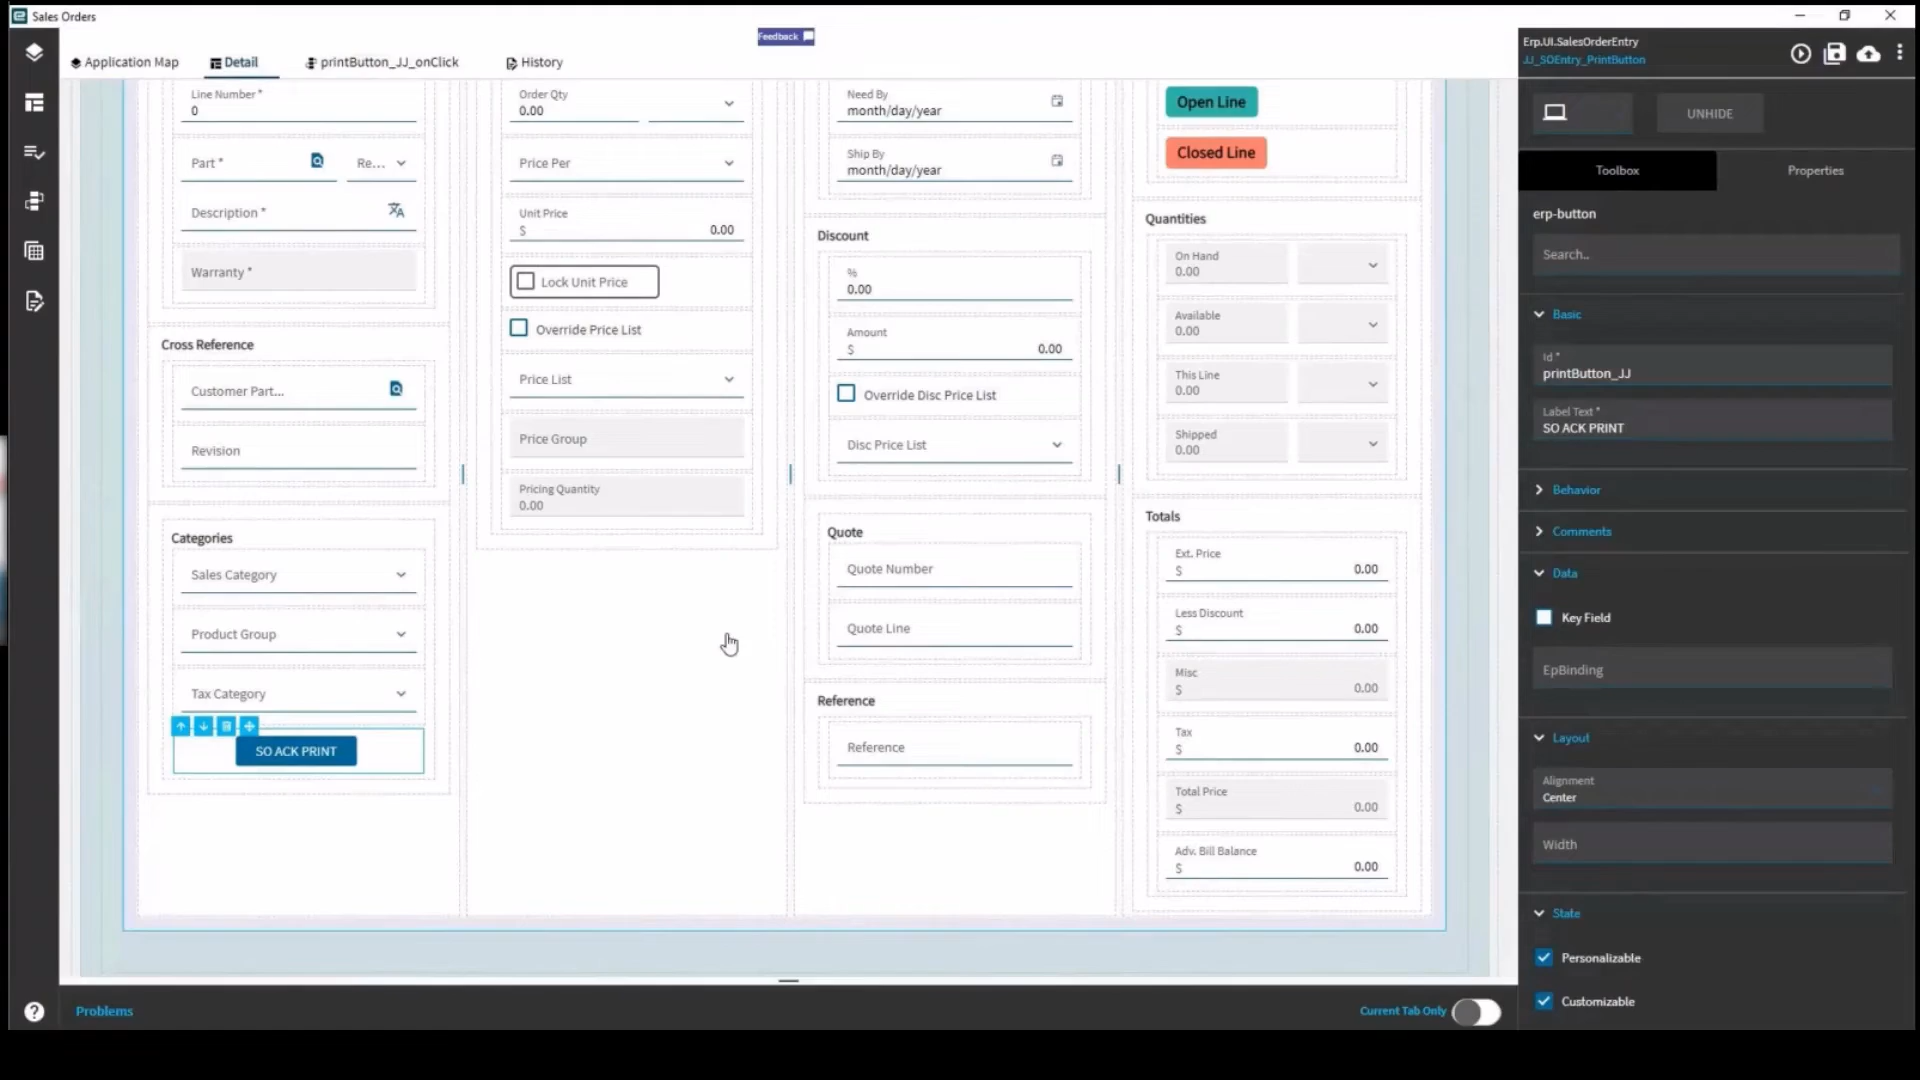 Sales Orders
Feedback
Application Map
Detail
printButton_JJ_onClick
History
Line Number *
0
Part *
Re...
Description *
Warranty *
Cross Reference
Customer Part...
Revision
Categories
Sales Category
Product Group
Tax Category
SO ACK PRINT
Order Qty
0.00
Price Per
Unit Price
$ 0.00
Lock Unit Price
Override Price List
Price List
Price Group
Pricing Quantity
0.00
Need By
month/day/year
Ship By
month/day/year
Discount
%
0.00
Amount
$ 0.00
Override Disc Price List
Disc Price List
Quote
Quote Number
Quote Line
Reference
Reference
Open Line
Closed Line
Quantities
On Hand
0.00
Available
0.00
This Line
0.00
Shipped
0.00
Totals
Ext. Price
$ 0.00
Less Discount
$ 0.00
Misc
$ 0.00
Tax
$ 0.00
Total Price
$ 0.00
Adv. Bill Balance
$ 0.00
Problems
Current Tab Only
Erp.UI.SalesOrderEntry
JJ_SOEntry_PrintButton
UNHIDE
Toolbox
Properties
erp-button
Search..
Basic
Id *
printButton_JJ
Label Text *
SO ACK PRINT
Behavior
Comments
Data
Key Field
EpBinding
Layout
Alignment
Center
Width
State
Personalizable
Customizable